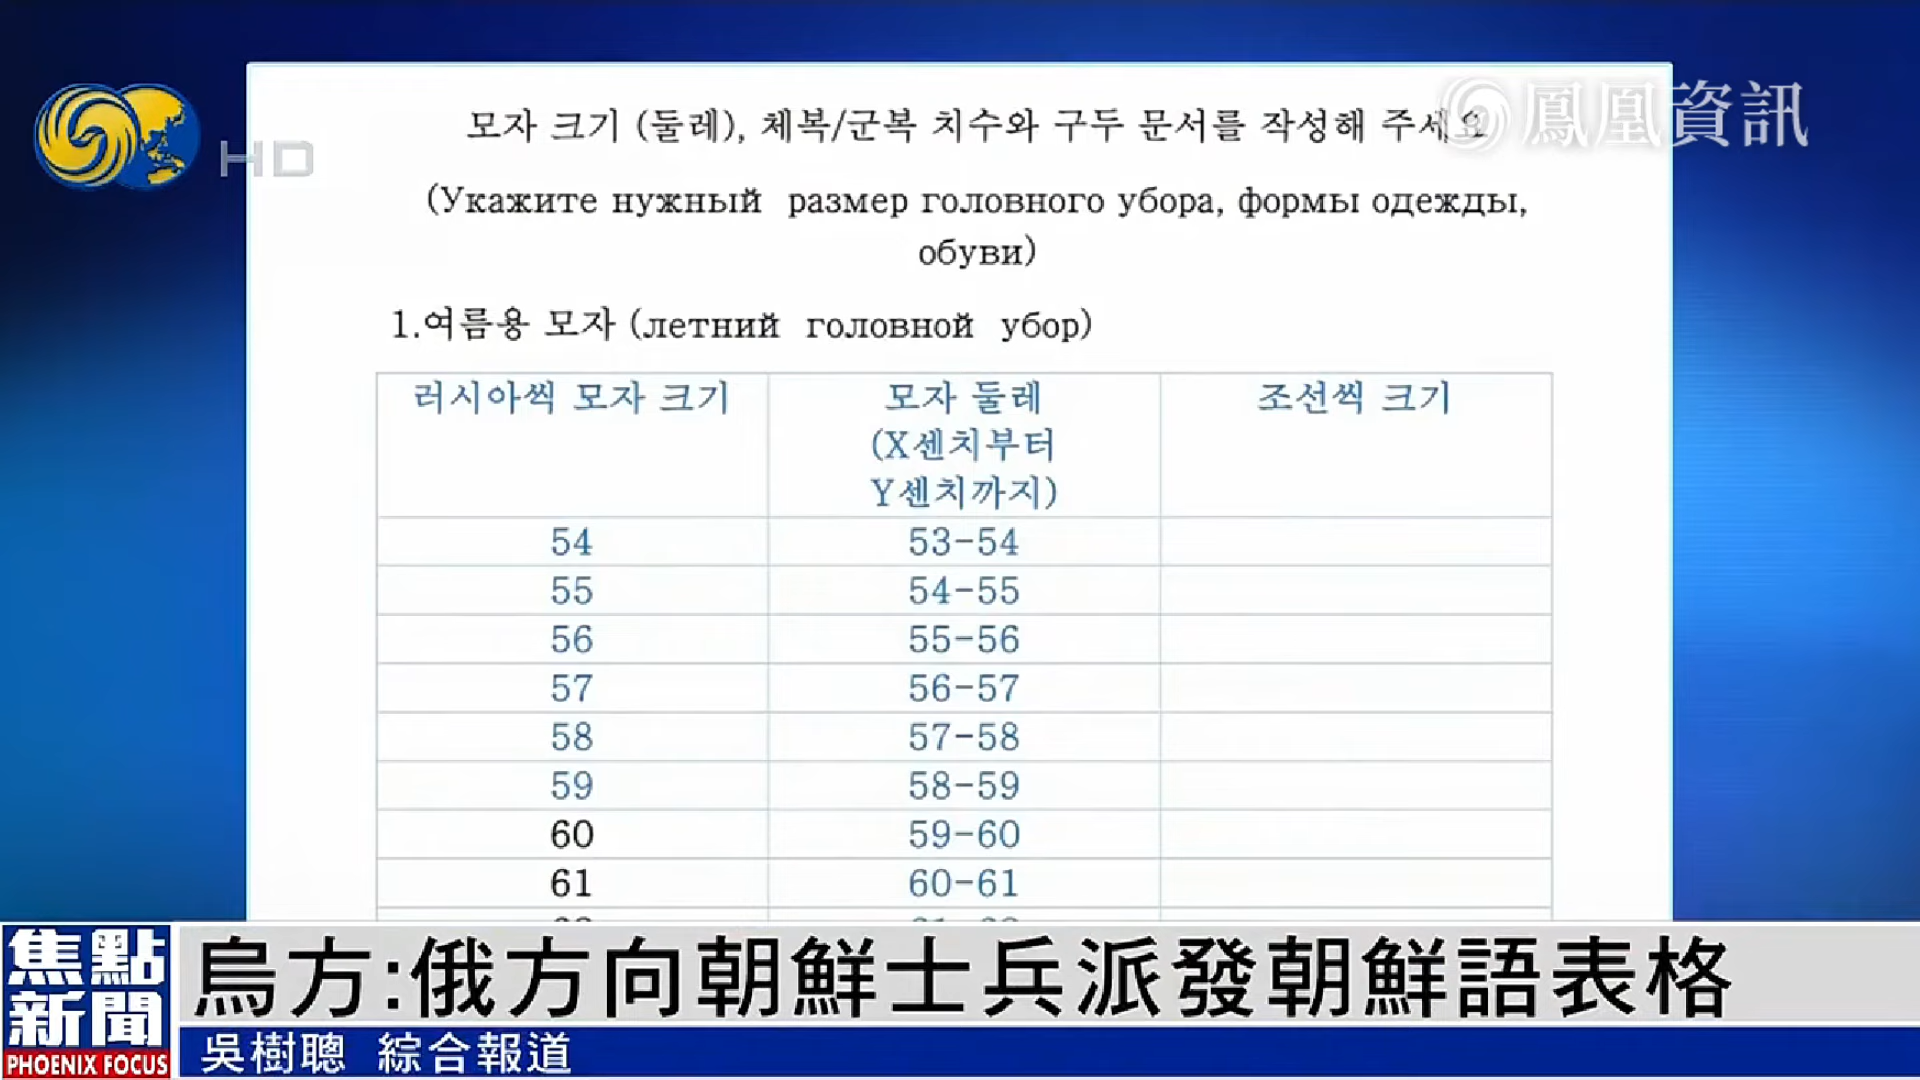 HD
鳳凰資訊
모자 크기 (둘레), 체복/군복 치수와 구두 문서를 작성해 주세요
(Укажите нужный размер головного убора, формы одежды,
обуви)
1.여름용 모자 (летний головной убор)
러시아씩 모자 크기 모자 둘레 조선씩 크기
(X센치부터
Y센치까지)
54 53-54
55 54-55
56 55-56
57 56-57
58 57-58
59 58-59
60 59-60
61 60-61
焦點
新聞
PHOENIX FOCUS
烏方:俄方向朝鮮士兵派發朝鮮語表格
吳樹聰 綜合報道